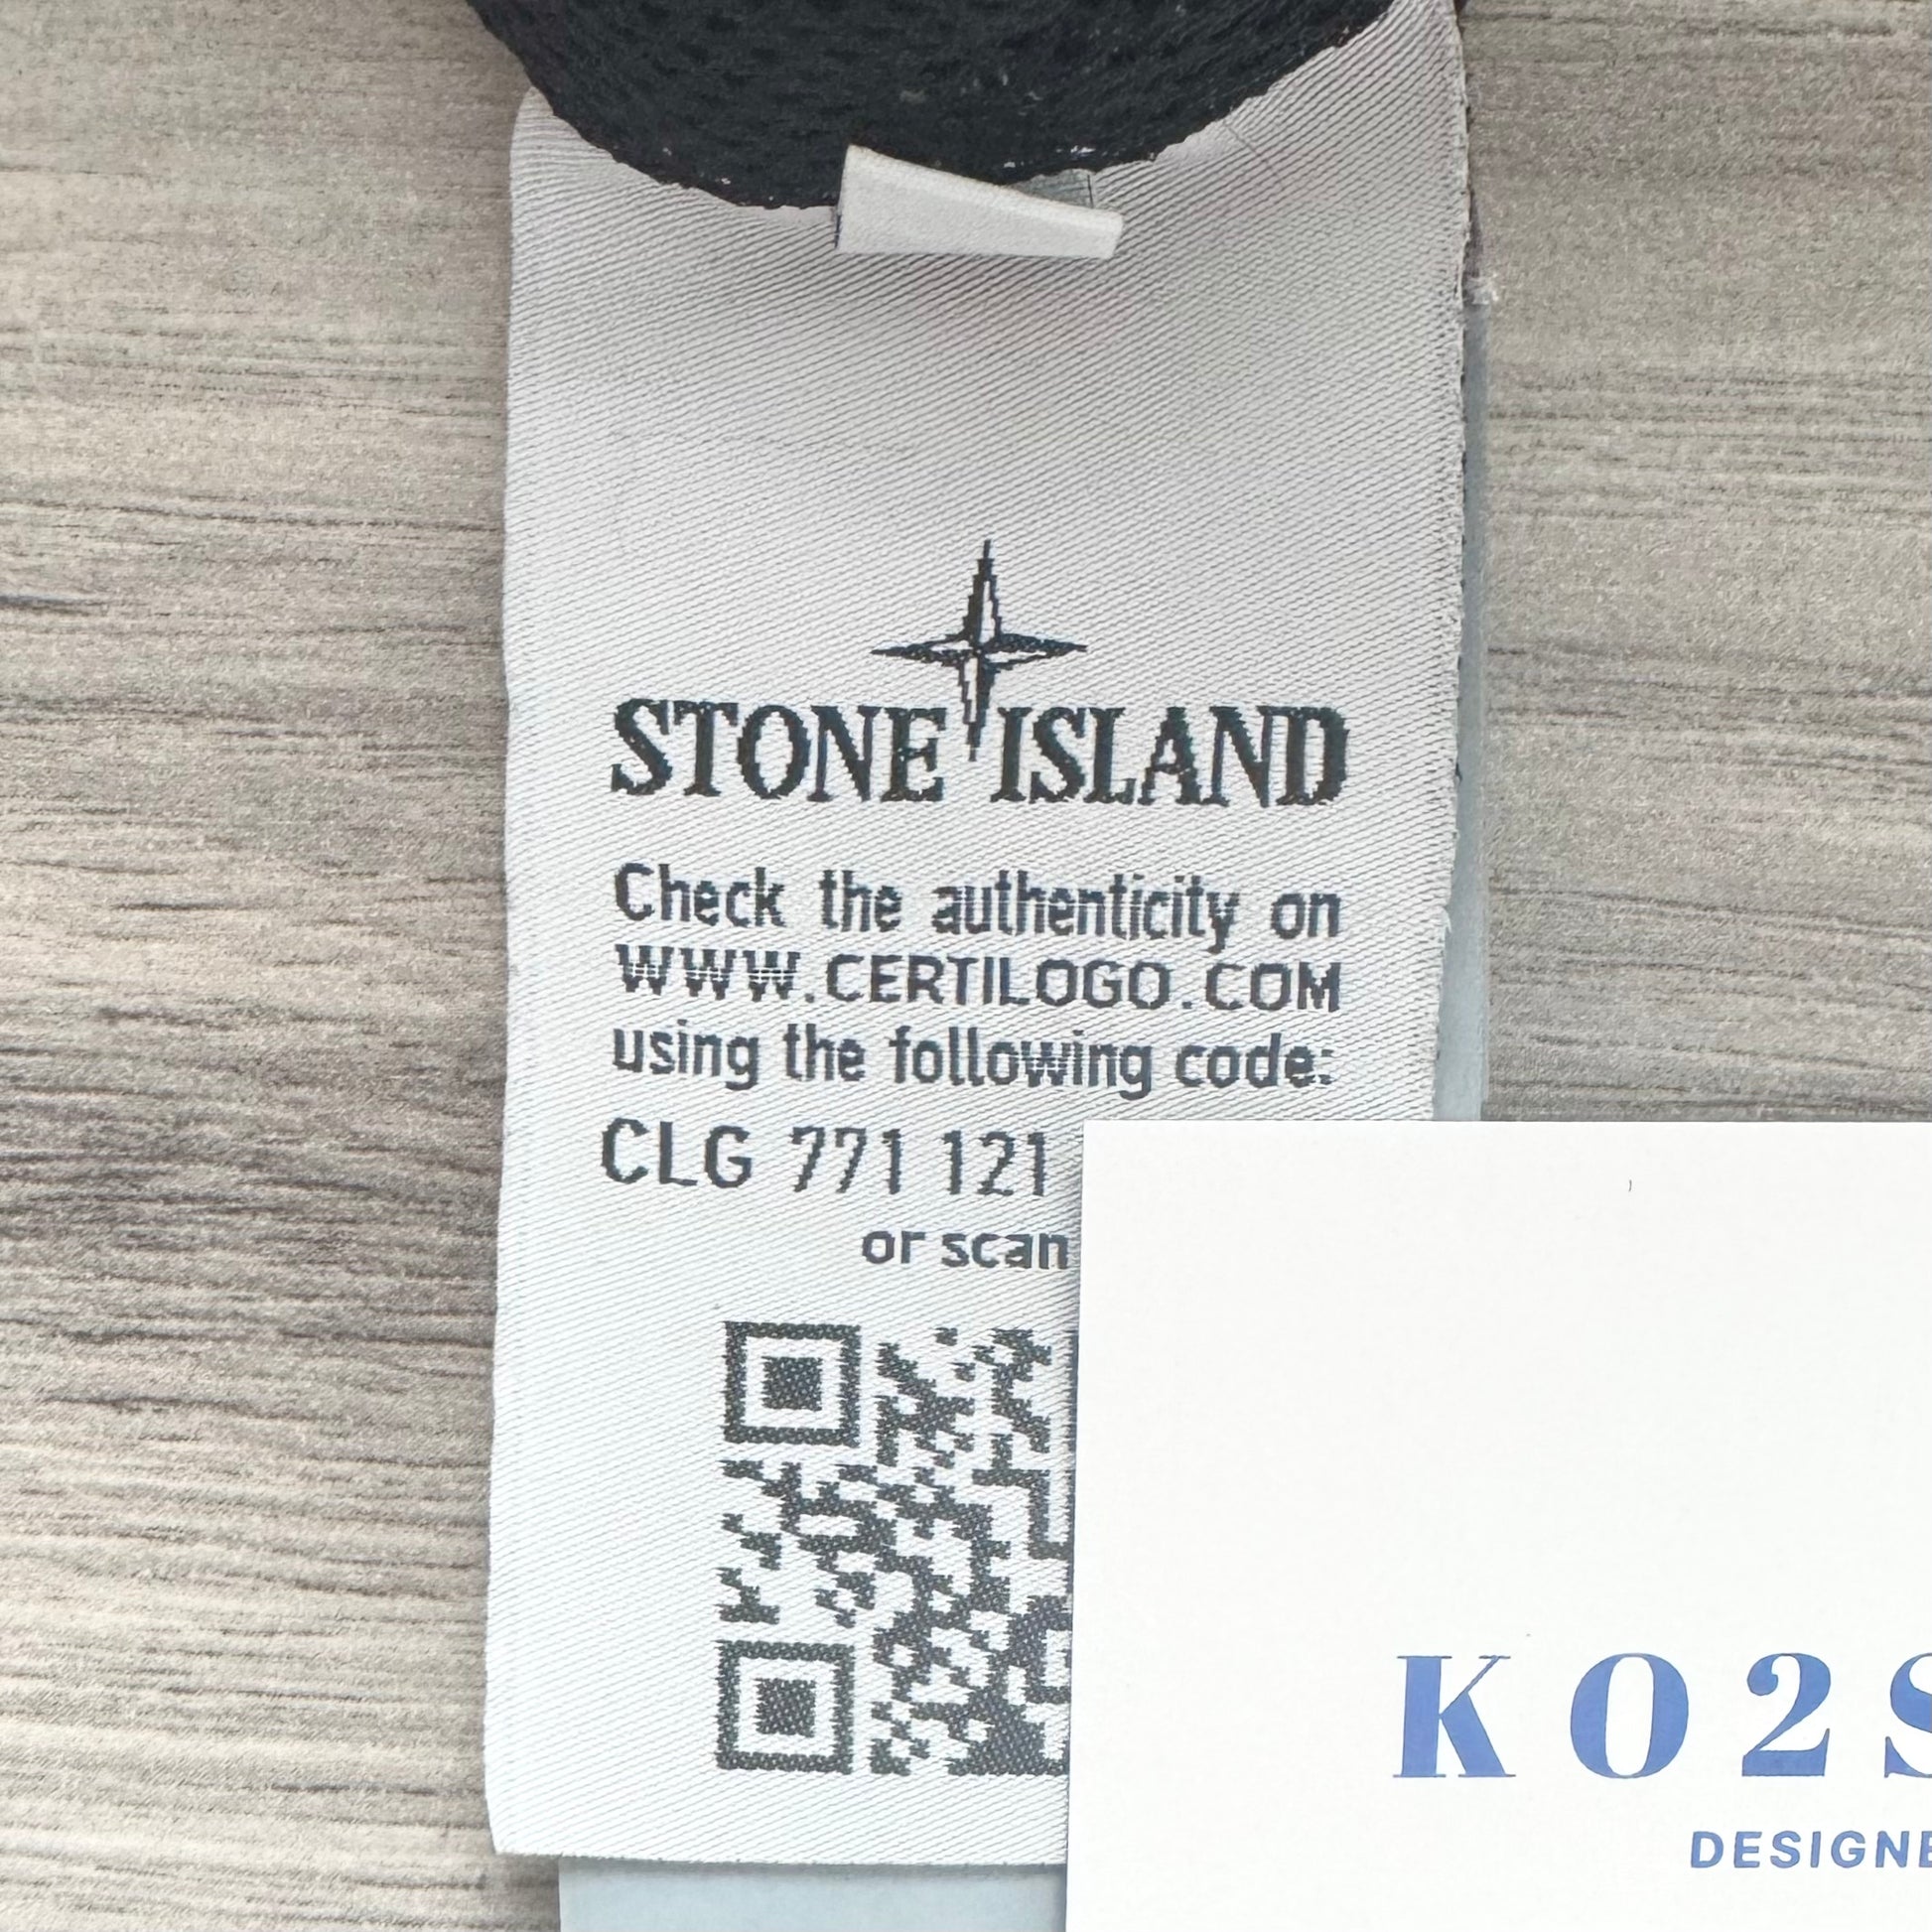 STONE ISLAND
Check the authenticity on
WWW.CERTILOGO.COM
using the following code:
CLG 771 121
or scan
KO2S
DESIGNE